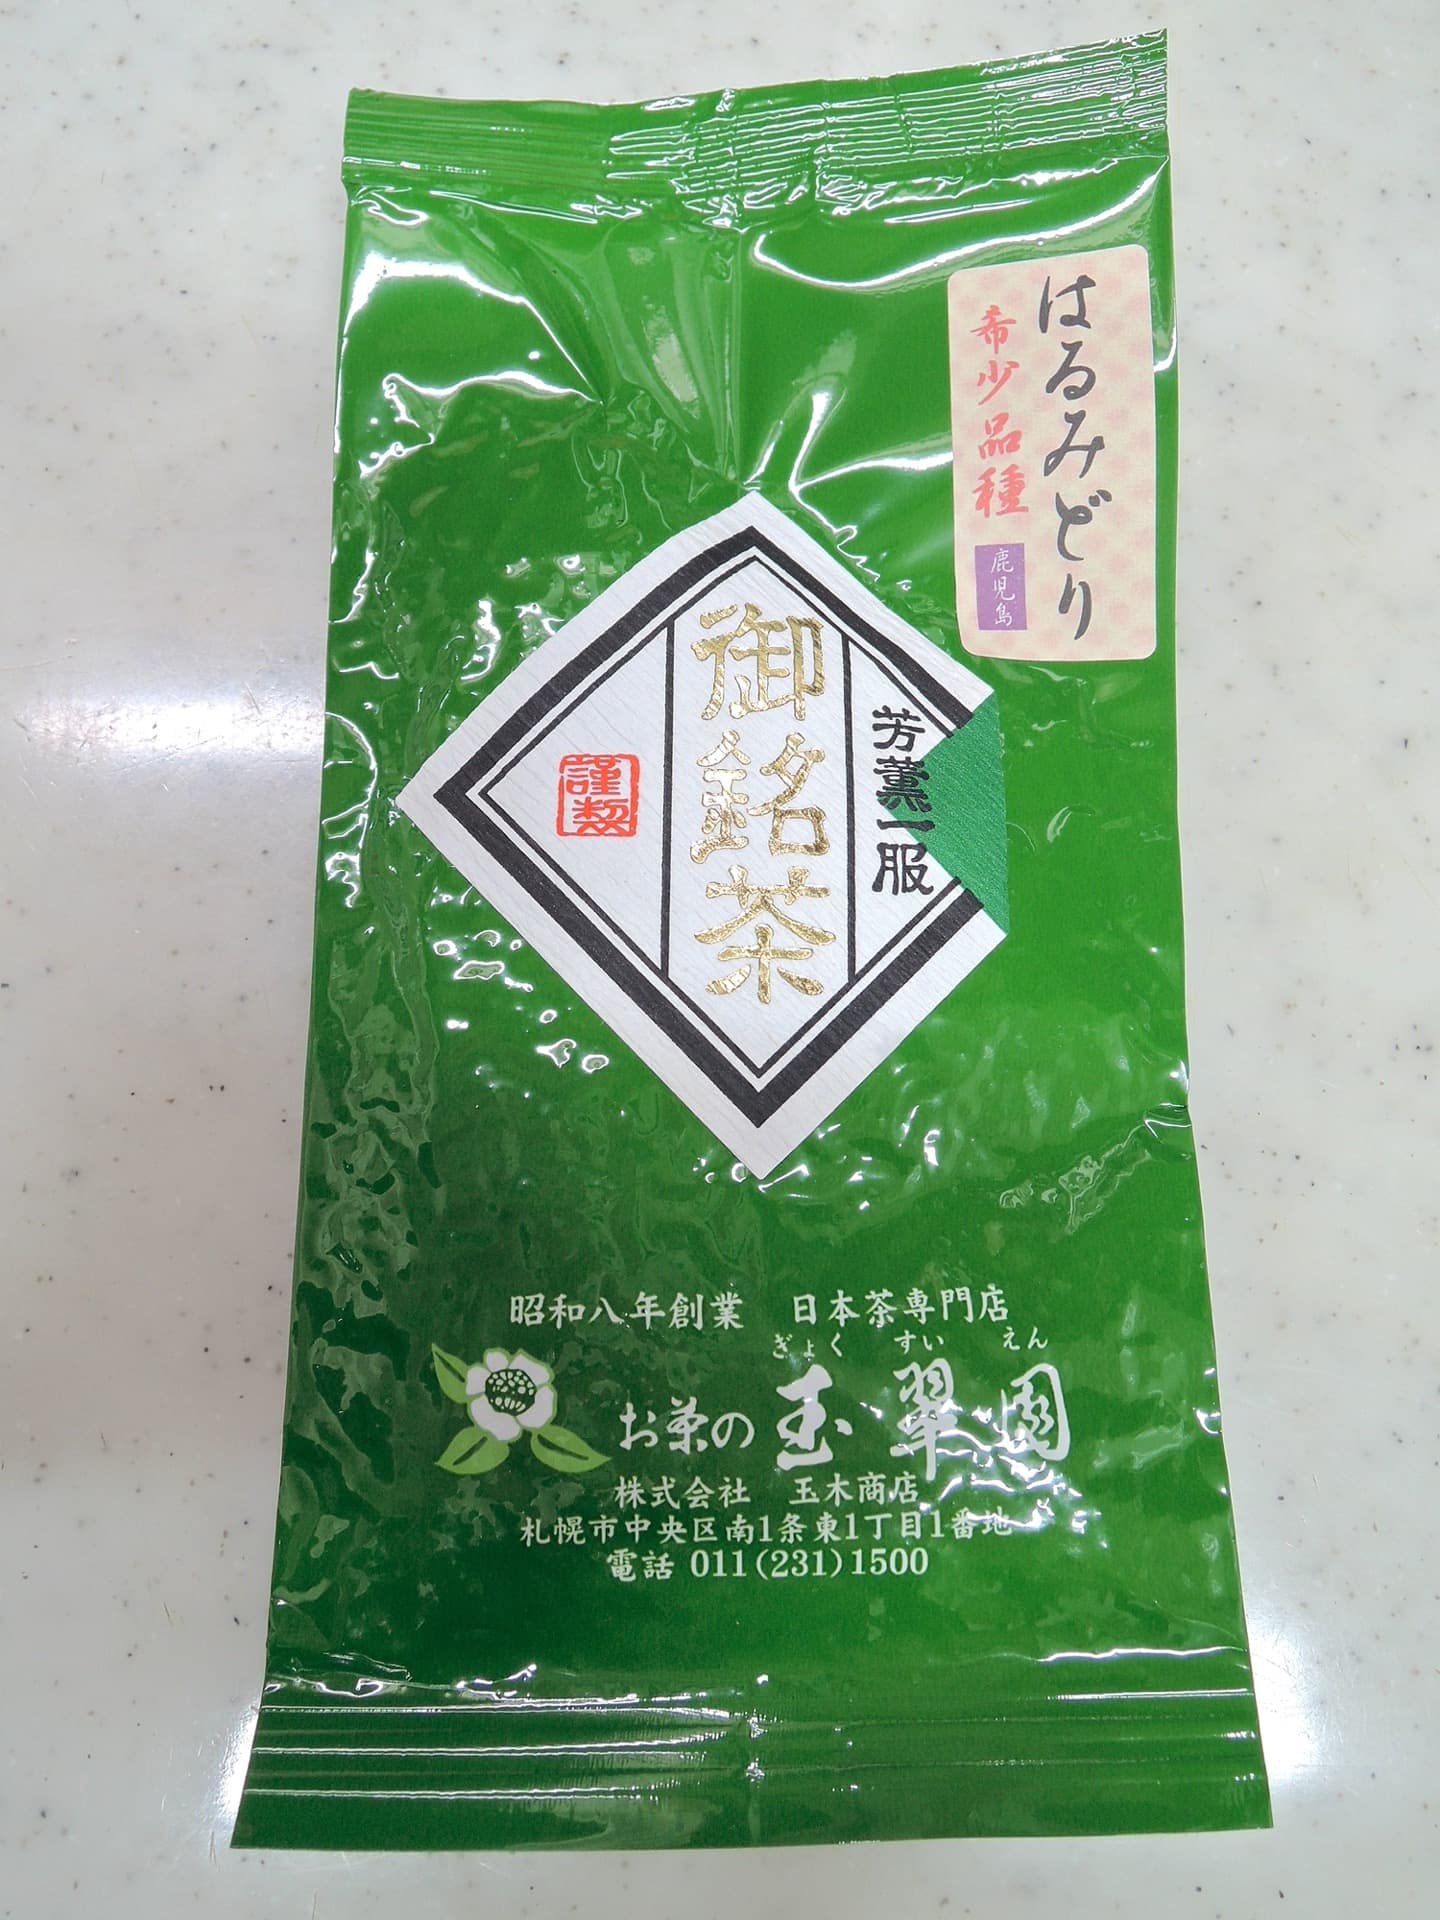 はるみどり
希少品種
鹿児島
芳薫一服
御銘茶
謹製
昭和八年創業 日本茶専門店
ぎょく すい えん
お茶の 玉翠園
株式会社 玉木商店
札幌市中央区南1条東1丁目1番地
電話 011(231)1500